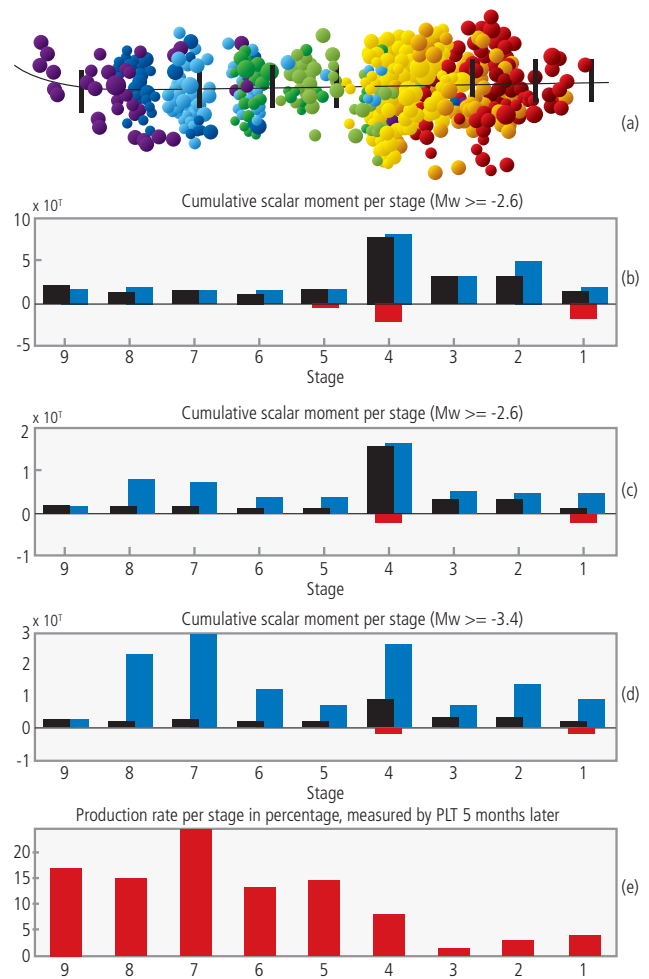 (a)
Cumulative scalar moment per stage (Mw >= -2.6)
x 10ᵀ
10
5
0
-5
(b)
9 8 7 6 5 4 3 2 1
Stage
Cumulative scalar moment per stage (Mw >= -2.6)
x 10ᵀ
2
1
0
-1
(c)
9 8 7 6 5 4 3 2 1
Stage
Cumulative scalar moment per stage (Mw >= -3.4)
x 10ᵀ
3
2
1
0
-1
(d)
9 8 7 6 5 4 3 2 1
Stage
Production rate per stage in percentage, measured by PLT 5 months later
20
15
10
5
0
(e)
9 8 7 6 5 4 3 2 1